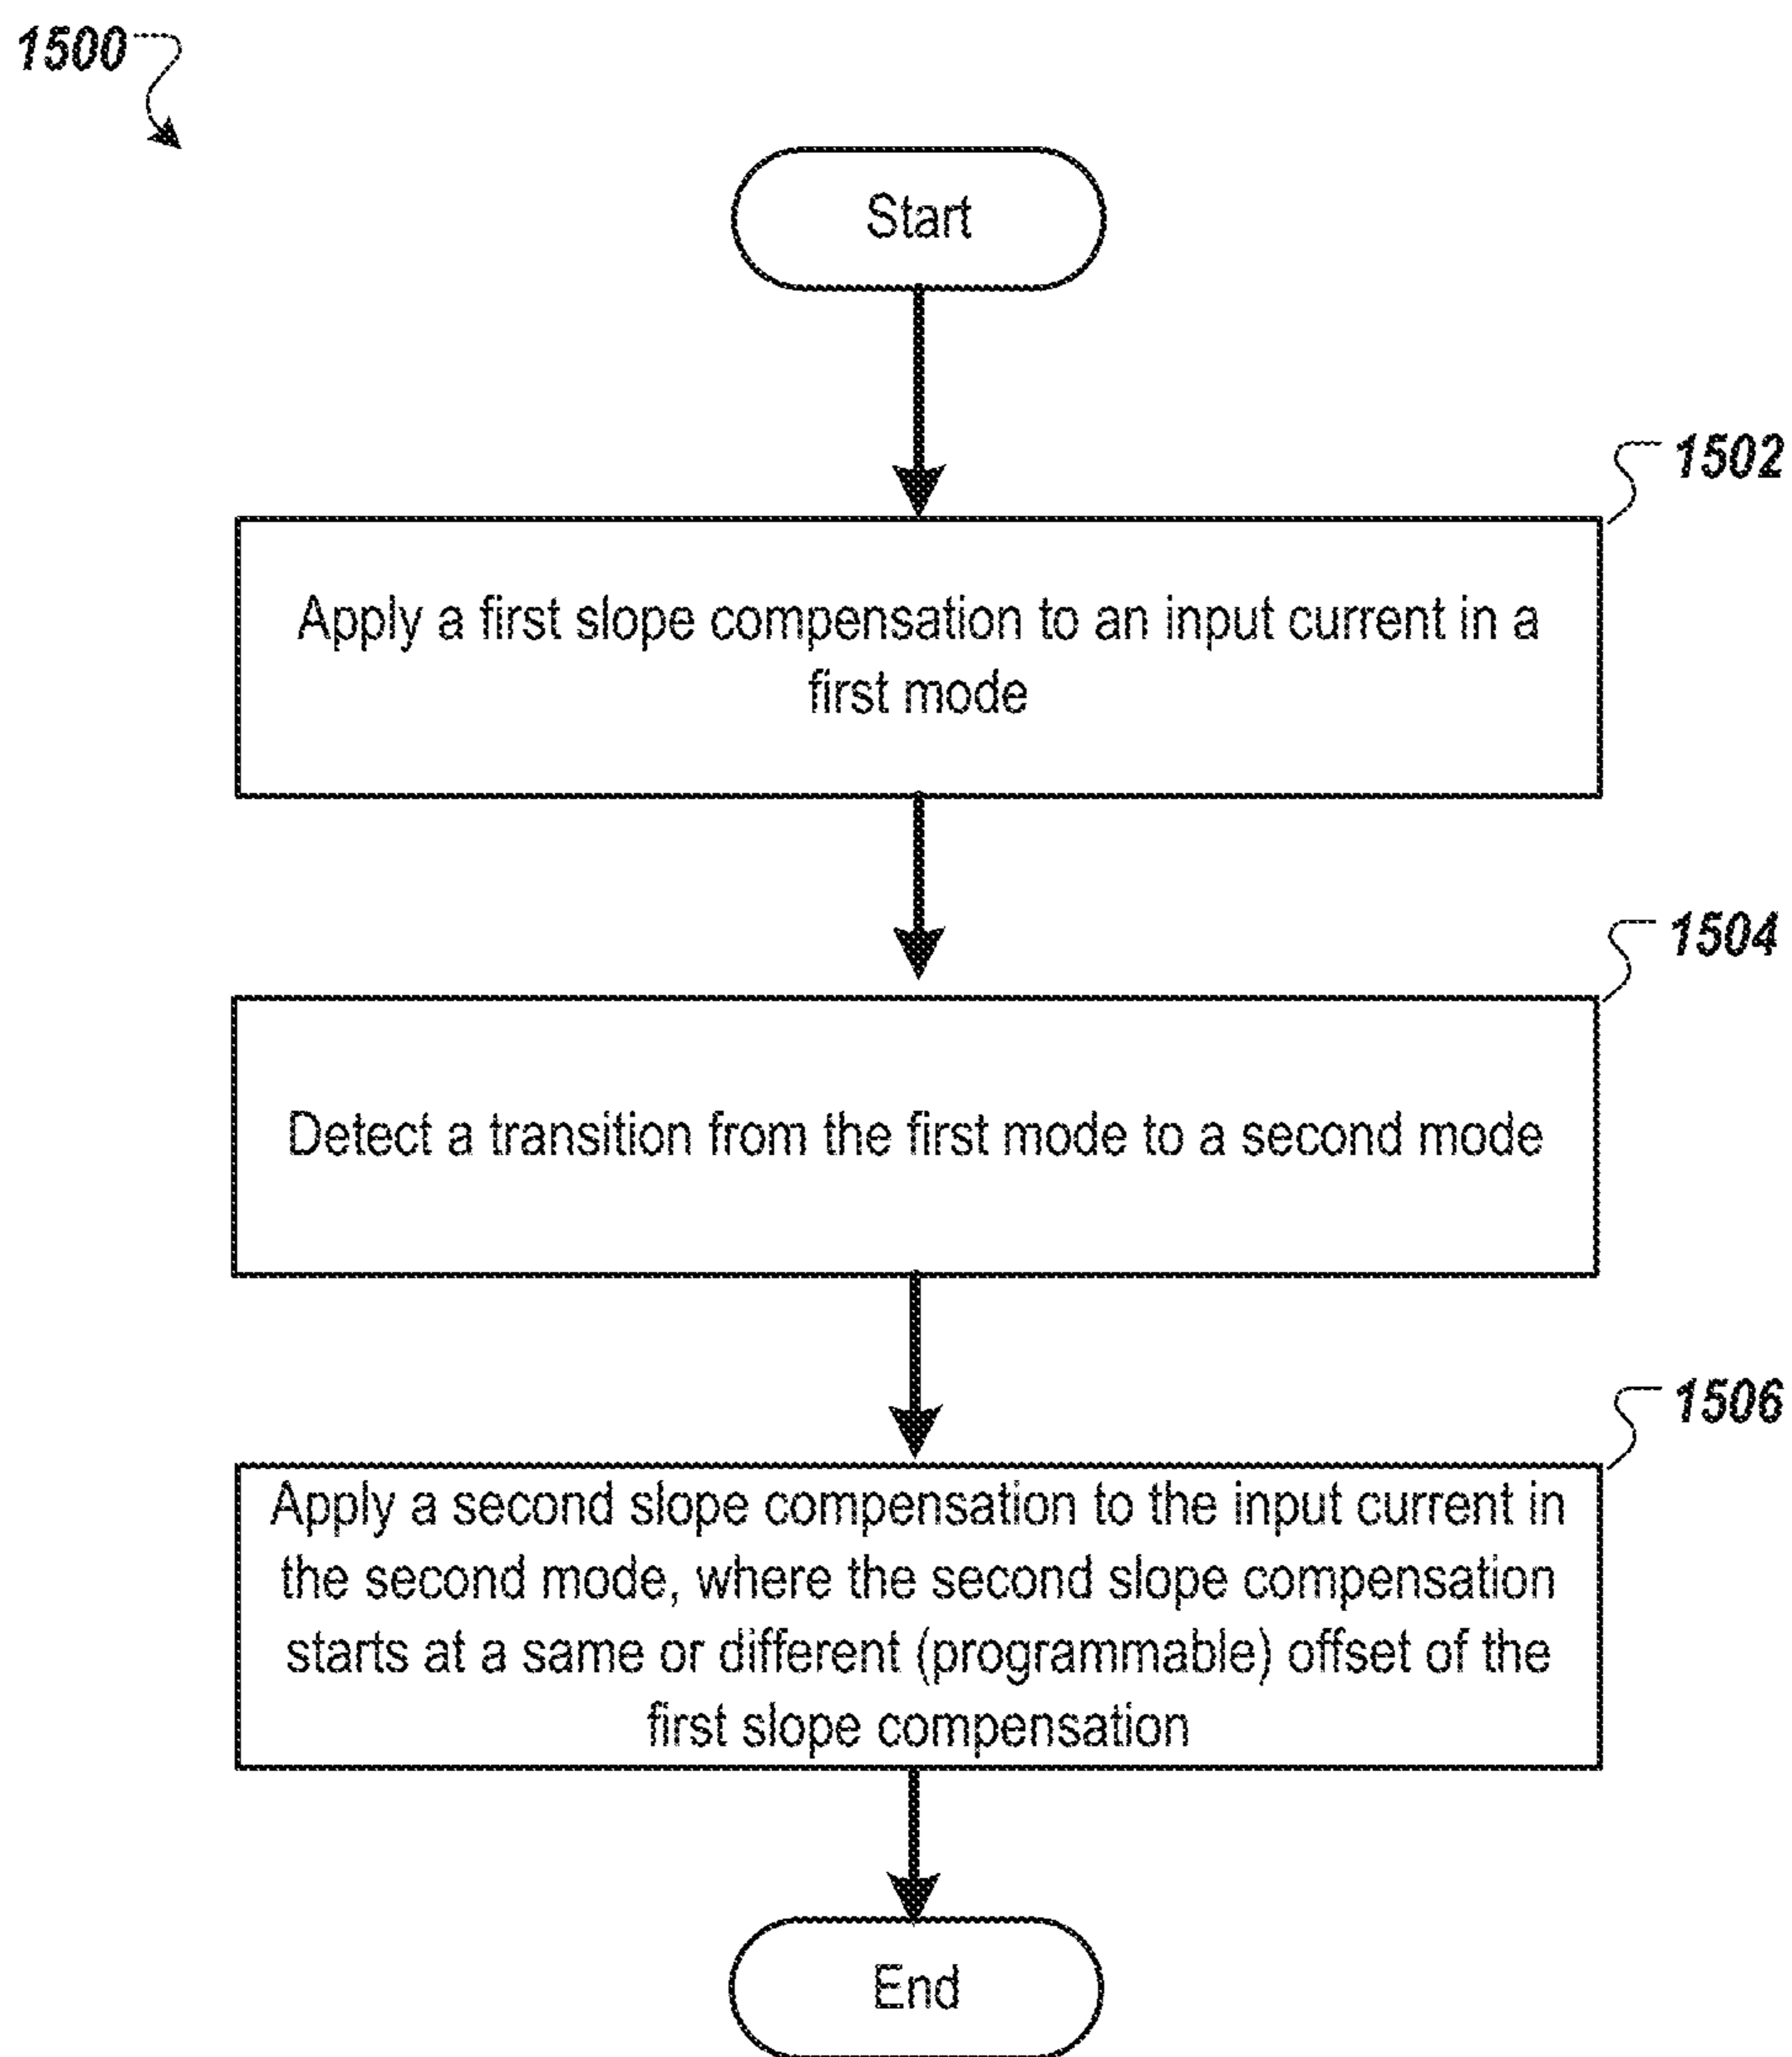 1500
Start
1502
Apply a first slope compensation to an input current in a
first mode
1504
Detect a transition from the first mode to a second mode
1506
Apply a second slope compensation to the input current in
the second mode, where the second slope compensation
starts at a same or different (programmable) offset of the
first slope compensation
End